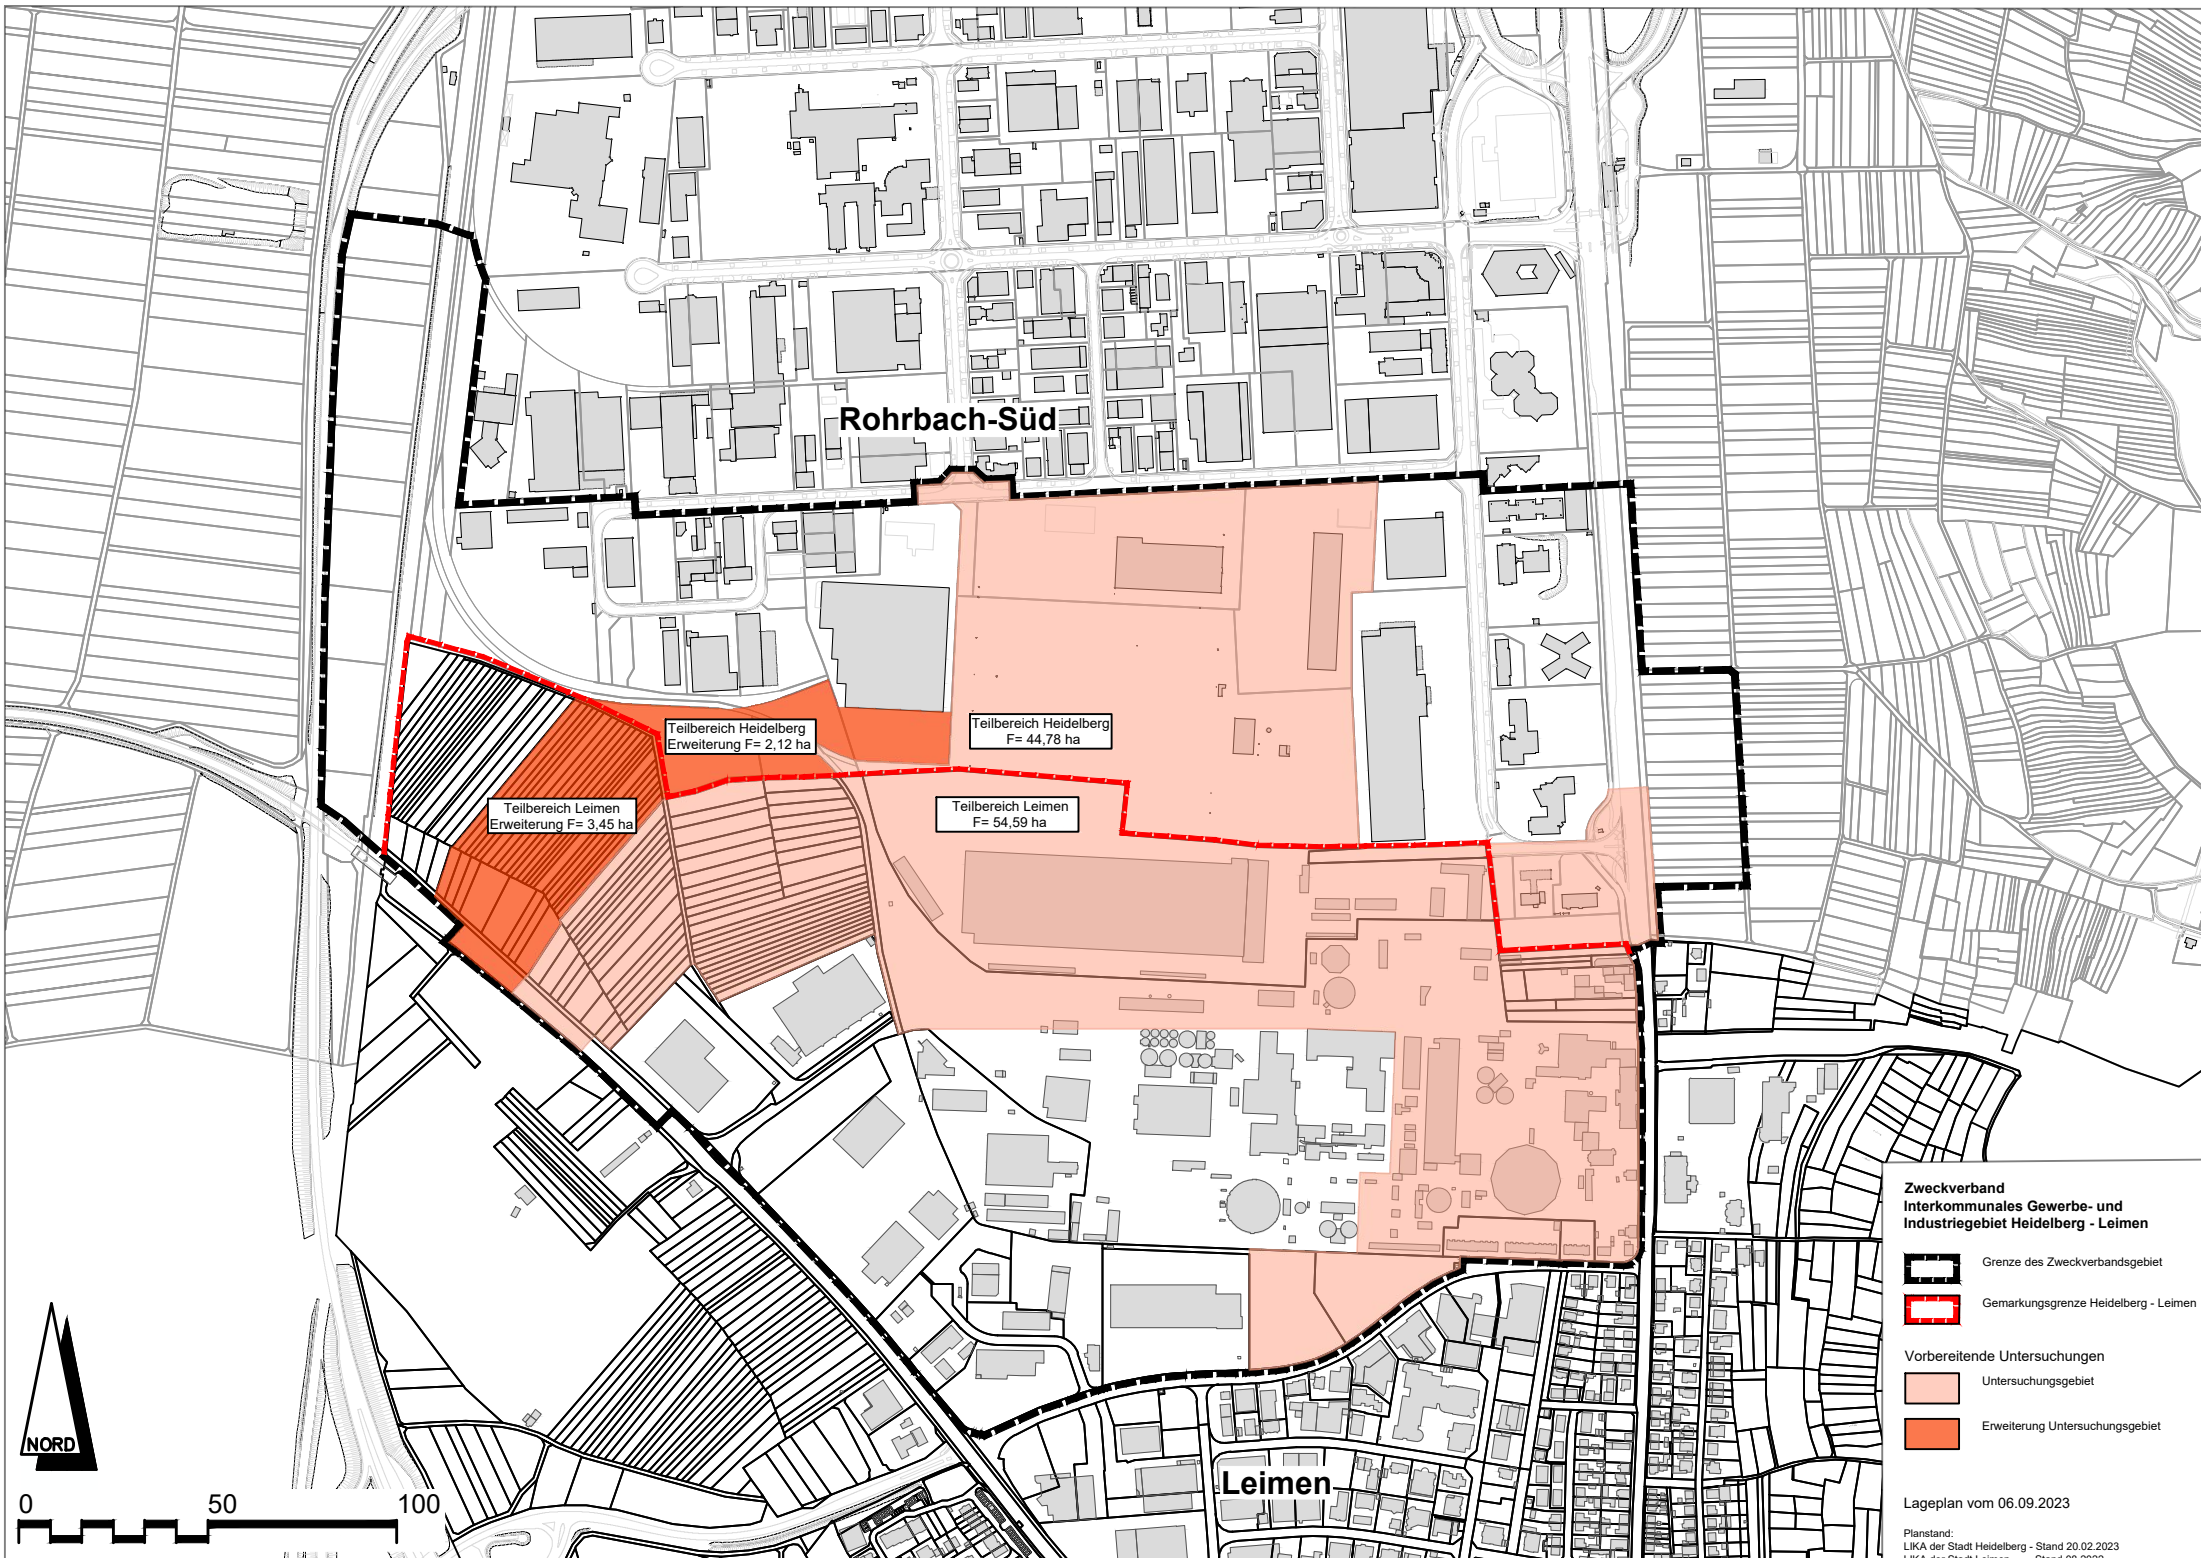 Rohrbach-Süd
Teilbereich Heidelberg
Erweiterung F= 2,12 ha
Teilbereich Heidelberg
F= 44,78 ha
Teilbereich Leimen
Erweiterung F= 3,45 ha
Teilbereich Leimen
F= 54,59 ha
Zweckverband
Interkommunales Gewerbe- und
Industriegebiet Heidelberg - Leimen
Grenze des Zweckverbandsgebiet
Gemarkungsgrenze Heidelberg - Leimen
Vorbereitende Untersuchungen
Untersuchungsgebiet
Erweiterung Untersuchungsgebiet
NORD
0 50 100
Leimen
Lageplan vom 06.09.2023
Planstand:
LIKA der Stadt Heidelberg - Stand 20.02.2023